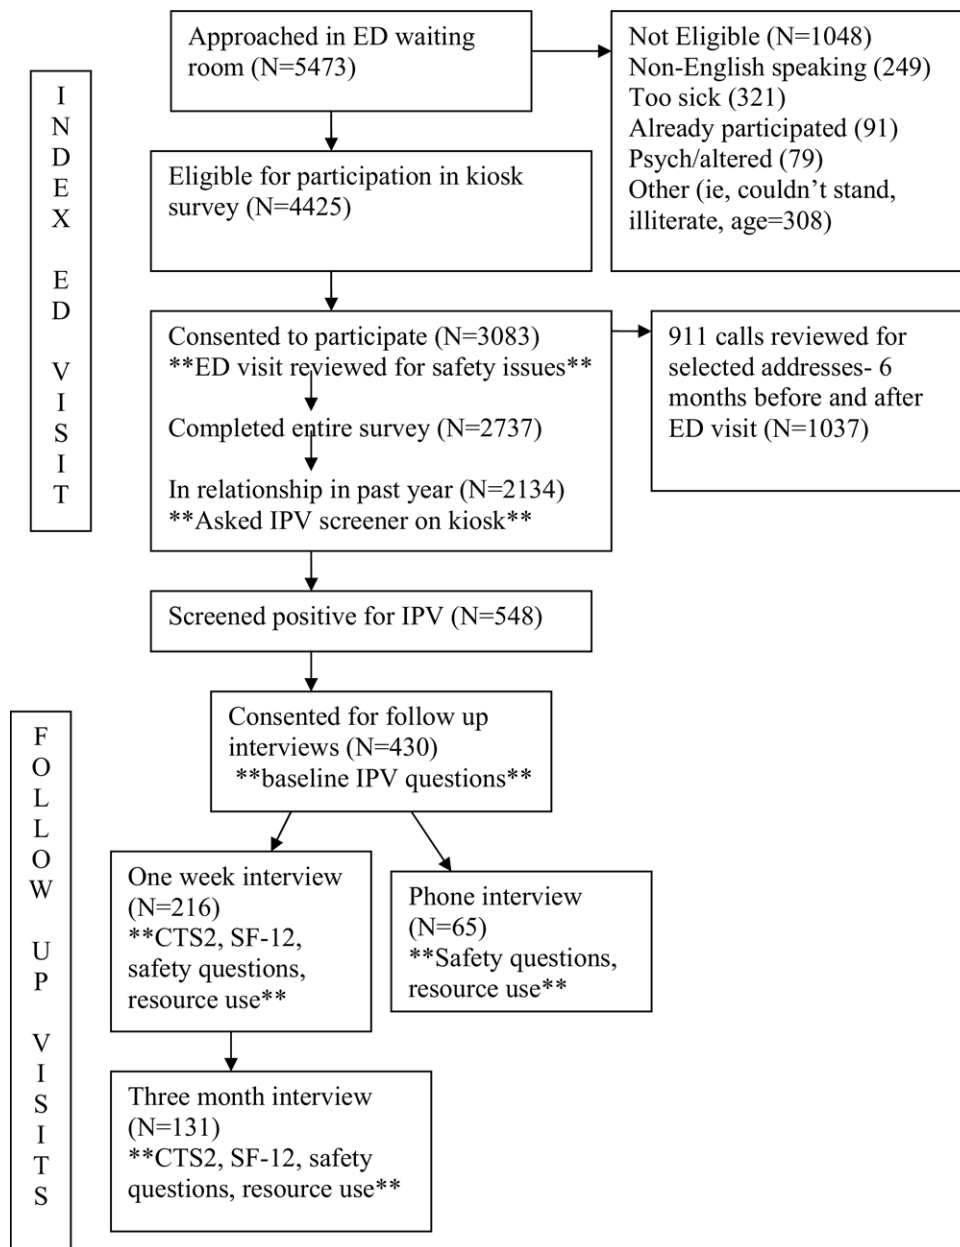 Approached in ED waiting
room (N=5473)
Not Eligible (N=1048)
Non-English speaking (249)
Too sick (321)
Already participated (91)
Psych/altered (79)
Other (ie, couldn’t stand,
illiterate, age=308)
INDEX ED VISIT
Eligible for participation in kiosk
survey (N=4425)
Consented to participate (N=3083)
**ED visit reviewed for safety issues**
Completed entire survey (N=2737)
In relationship in past year (N=2134)
**Asked IPV screener on kiosk**
911 calls reviewed for
selected addresses- 6
months before and after
ED visit (N=1037)
Screened positive for IPV (N=548)
FOLLOW UP VISITS
Consented for follow up
interviews (N=430)
**baseline IPV questions**
One week interview
(N=216)
**CTS2, SF-12,
safety questions,
resource use**
Phone interview
(N=65)
**Safety questions,
resource use**
Three month interview
(N=131)
**CTS2, SF-12, safety
questions, resource use**